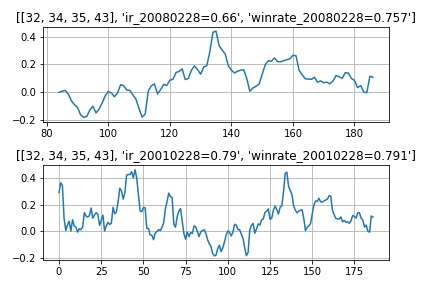 [[32, 34, 35, 43], 'ir_20080228=0.66', 'winrate_20080228=0.757']
0.4
0.2
0.0
−0.2
80 100 120 140 160 180
[[32, 34, 35, 43], 'ir_20010228=0.79', 'winrate_20010228=0.791']
0.4
0.2
0.0
−0.2
0 25 50 75 100 125 150 175